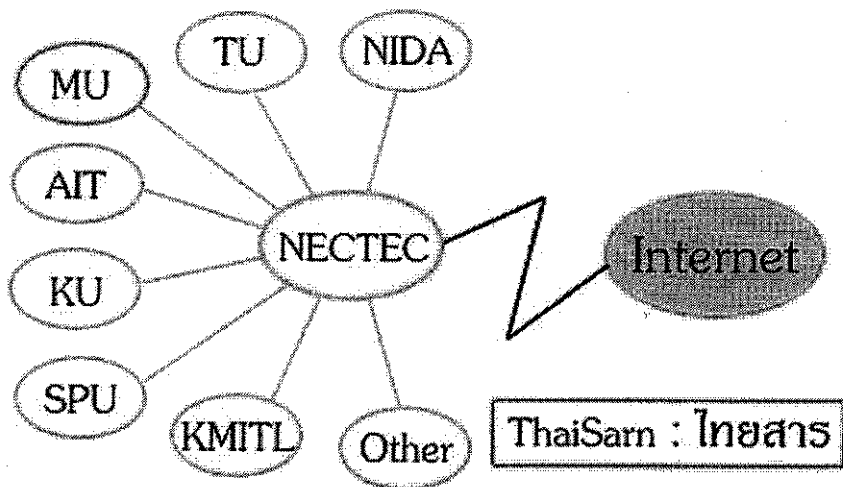 TU
NIDA
MU
AIT
NECTEC
Internet
KU
SPU
KMITL
Other
ThaiSarn : ไทยสาร